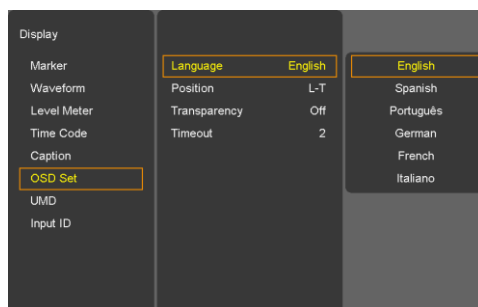 Display
Marker
Waveform
Level Meter
Time Code
Caption
OSD Set
UMD
Input ID
Language English
Position L-T
Transparency Off
Timeout 2
English
Spanish
Português
German
French
Italiano